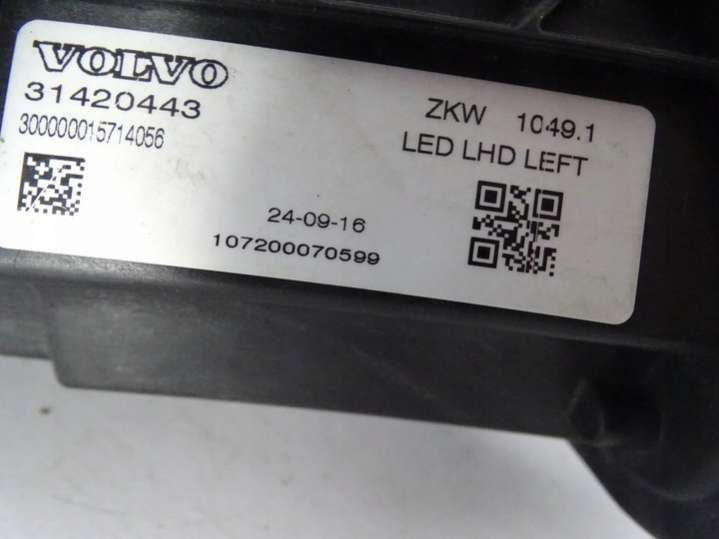 VOLVO
31420443
300000015714056
ZKW 1049.1
LED LHD LEFT
24-09-16
107200070599